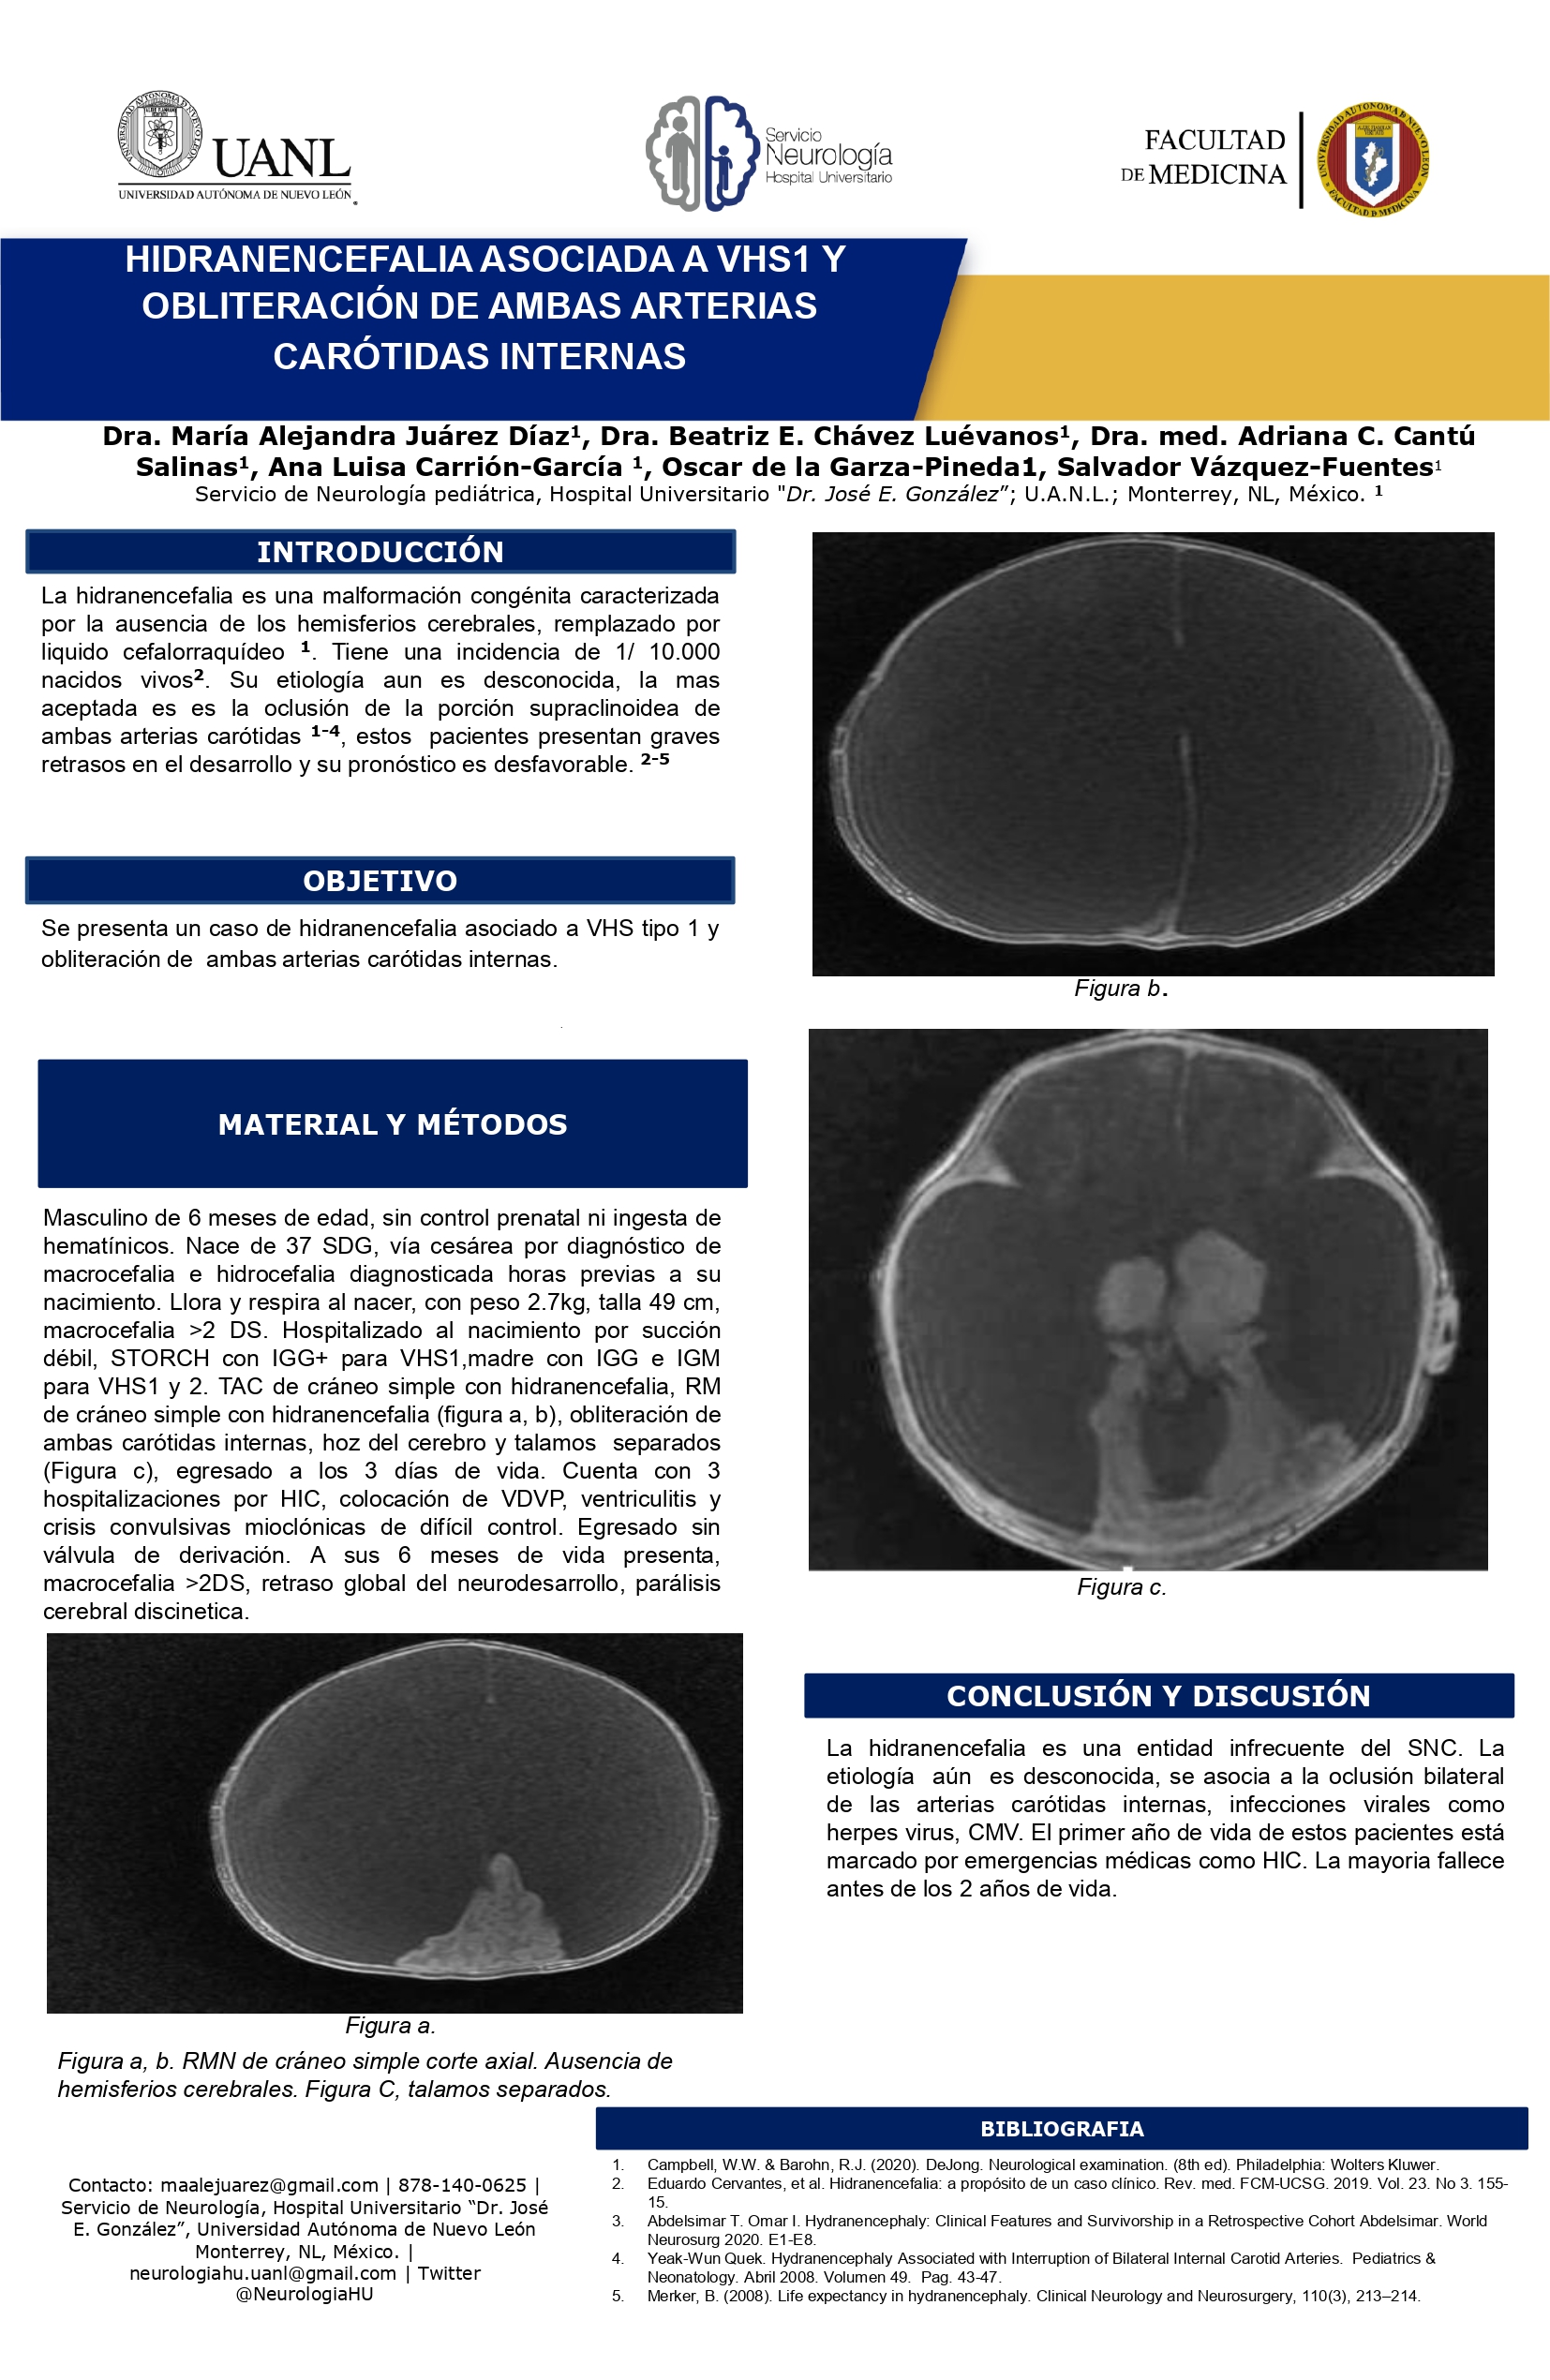 UANL
UNIVERSIDAD AUTÓNOMA DE NUEVO LEÓN
Servicio
Neurología
Hospital Universitario
FACULTAD
DE MEDICINA
HIDRANENCEFALIA ASOCIADA A VHS1 Y
OBLITERACIÓN DE AMBAS ARTERIAS
CARÓTIDAS INTERNAS
Dra. María Alejandra Juárez Díaz¹, Dra. Beatriz E. Chávez Luévanos¹, Dra. med. Adriana C. Cantú
Salinas¹, Ana Luisa Carrión-García ¹, Oscar de la Garza-Pineda1, Salvador Vázquez-Fuentes¹
Servicio de Neurología pediátrica, Hospital Universitario "Dr. José E. González”; U.A.N.L.; Monterrey, NL, México. ¹
INTRODUCCIÓN
La hidranencefalia es una malformación congénita caracterizada
por la ausencia de los hemisferios cerebrales, remplazado por
liquido cefalorraquídeo ¹. Tiene una incidencia de 1/ 10.000
nacidos vivos². Su etiología aun es desconocida, la mas
aceptada es es la oclusión de la porción supraclinoidea de
ambas arterias carótidas ¹⁻⁴, estos pacientes presentan graves
retrasos en el desarrollo y su pronóstico es desfavorable. ²⁻⁵
OBJETIVO
Se presenta un caso de hidranencefalia asociado a VHS tipo 1 y
obliteración de ambas arterias carótidas internas.
MATERIAL Y MÉTODOS
Masculino de 6 meses de edad, sin control prenatal ni ingesta de
hematínicos. Nace de 37 SDG, vía cesárea por diagnóstico de
macrocefalia e hidrocefalia diagnosticada horas previas a su
nacimiento. Llora y respira al nacer, con peso 2.7kg, talla 49 cm,
macrocefalia >2 DS. Hospitalizado al nacimiento por succión
débil, STORCH con IGG+ para VHS1,madre con IGG e IGM
para VHS1 y 2. TAC de cráneo simple con hidranencefalia, RM
de cráneo simple con hidranencefalia (figura a, b), obliteración de
ambas carótidas internas, hoz del cerebro y talamos separados
(Figura c), egresado a los 3 días de vida. Cuenta con 3
hospitalizaciones por HIC, colocación de VDVP, ventriculitis y
crisis convulsivas mioclónicas de difícil control. Egresado sin
válvula de derivación. A sus 6 meses de vida presenta,
macrocefalia >2DS, retraso global del neurodesarrollo, parálisis
cerebral discinetica.
Figura a.
Figura a, b. RMN de cráneo simple corte axial. Ausencia de
hemisferios cerebrales. Figura C, talamos separados.
Figura b.
Figura c.
CONCLUSIÓN Y DISCUSIÓN
La hidranencefalia es una entidad infrecuente del SNC. La
etiología aún es desconocida, se asocia a la oclusión bilateral
de las arterias carótidas internas, infecciones virales como
herpes virus, CMV. El primer año de vida de estos pacientes está
marcado por emergencias médicas como HIC. La mayoria fallece
antes de los 2 años de vida.
Contacto: maalejuarez@gmail.com | 878-140-0625 |
Servicio de Neurología, Hospital Universitario “Dr. José
E. González”, Universidad Autónoma de Nuevo León
Monterrey, NL, México. |
neurologiahu.uanl@gmail.com | Twitter
@NeurologiaHU
BIBLIOGRAFIA
1. Campbell, W.W. & Barohn, R.J. (2020). DeJong. Neurological examination. (8th ed). Philadelphia: Wolters Kluwer.
2. Eduardo Cervantes, et al. Hidranencefalia: a propósito de un caso clínico. Rev. med. FCM-UCSG. 2019. Vol. 23. No 3. 155-
15.
3. Abdelsimar T. Omar I. Hydranencephaly: Clinical Features and Survivorship in a Retrospective Cohort Abdelsimar. World
Neurosurg 2020. E1-E8.
4. Yeak-Wun Quek. Hydranencephaly Associated with Interruption of Bilateral Internal Carotid Arteries. Pediatrics &
Neonatology. Abril 2008. Volumen 49. Pag. 43-47.
5. Merker, B. (2008). Life expectancy in hydranencephaly. Clinical Neurology and Neurosurgery, 110(3), 213–214.